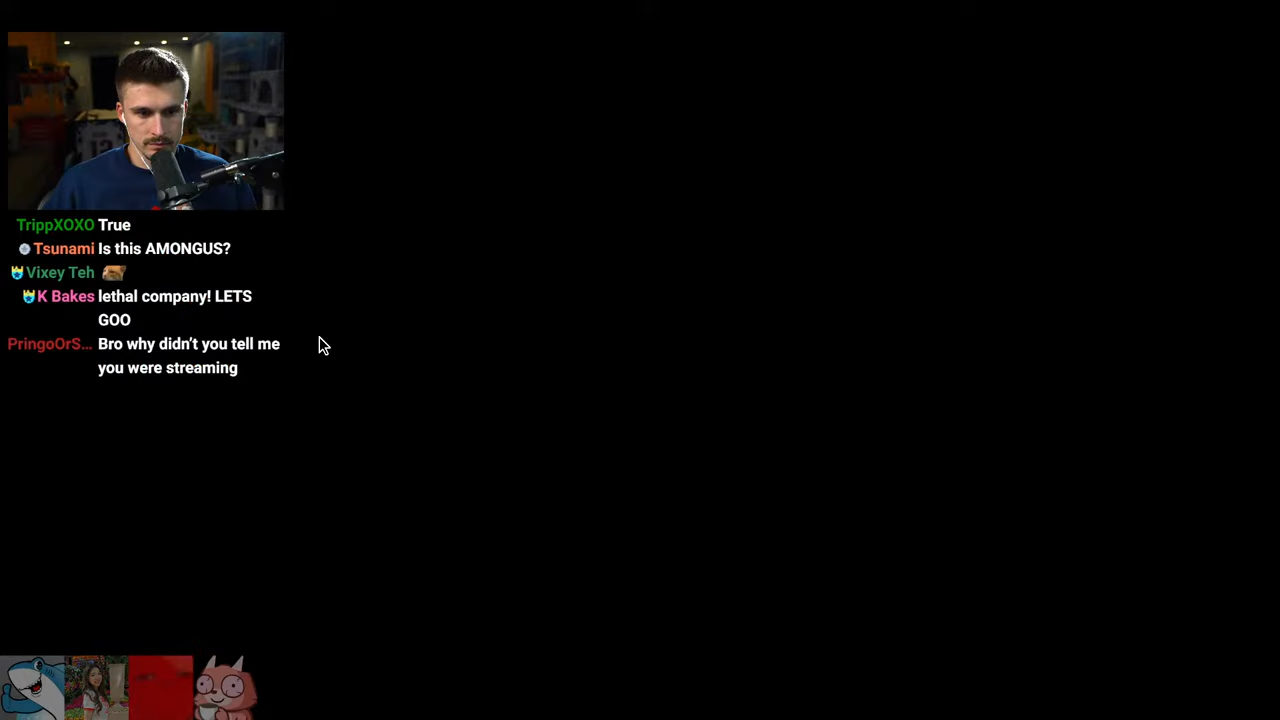 TrippXOXO True
Tsunami Is this AMONGUS?
Vixey Teh
K Bakes lethal company! LETS
GOO
PringoOrS... Bro why didn't you tell me
you were streaming